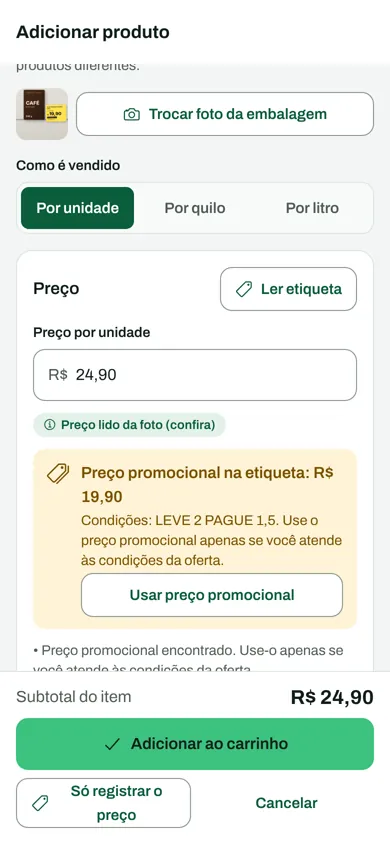 Adicionar produto
produtos diferentes.
CAFÉ
19,90
Trocar foto da embalagem
Como é vendido
Por unidade
Por quilo
Por litro
Preço
Ler etiqueta
Preço por unidade
R$ 24,90
Preço lido da foto (confira)
Preço promocional na etiqueta: R$
19,90
Condições: LEVE 2 PAGUE 1,5. Use o
preço promocional apenas se você atende
às condições da oferta.
Usar preço promocional
• Preço promocional encontrado. Use-o apenas se
você atende às condições da oferta
Subtotal do item
R$ 24,90
Adicionar ao carrinho
Só registrar o
preço
Cancelar